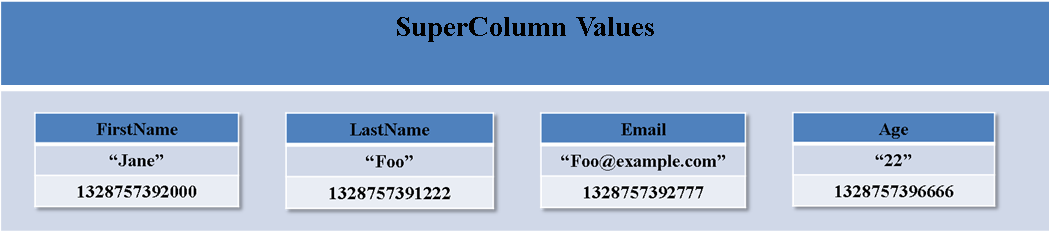 SuperColumn Values
FirstName
“Jane”
1328757392000
LastName
“Foo”
1328757391222
Email
“Foo@example.com”
1328757392777
Age
“22”
1328757396666